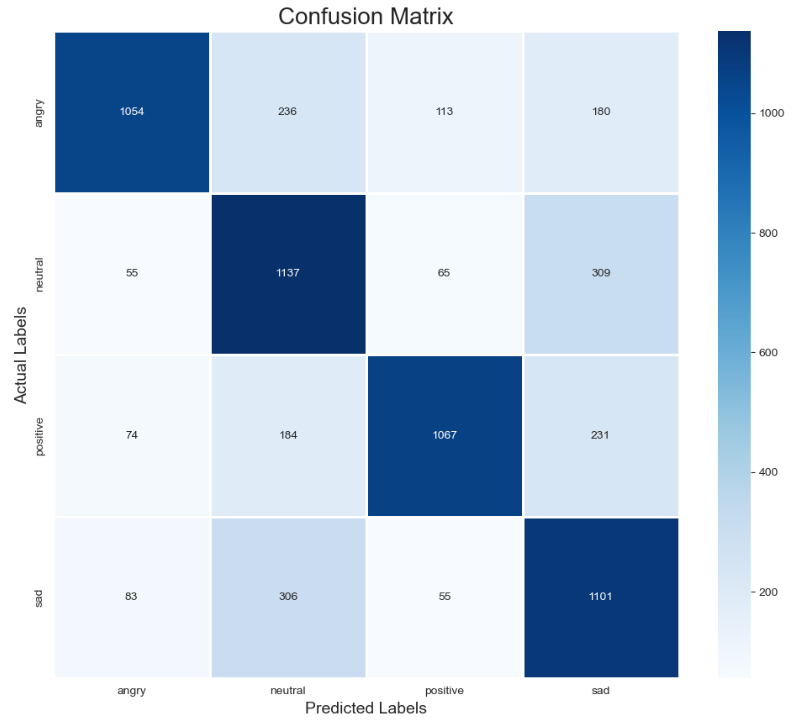 Confusion Matrix
angry
1054
236
113
180
neutral
55
1137
65
309
positive
74
184
1067
231
sad
83
306
55
1101
angry
neutral
positive
sad
Actual Labels
Predicted Labels
1000
800
600
400
200